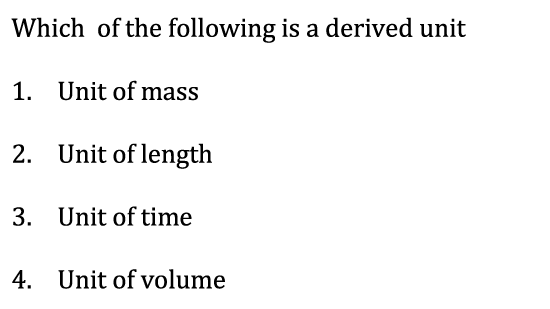 Which of the following is a derived unit
1. Unit of mass
2. Unit of length
3. Unit of time
4. Unit of volume